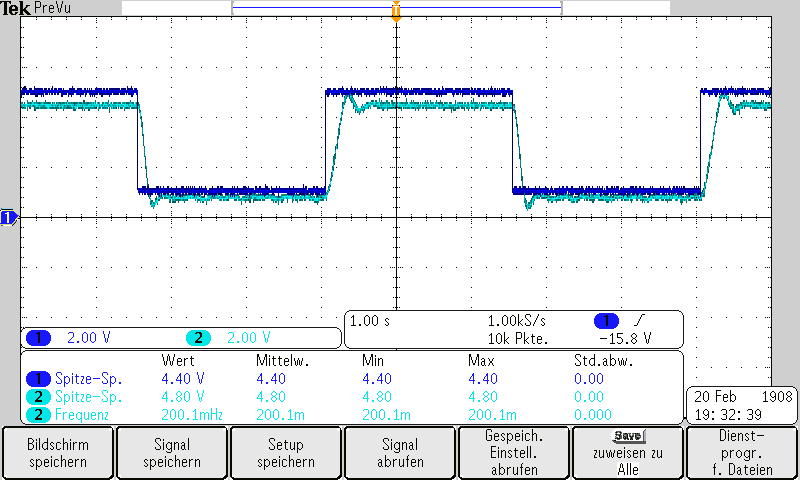 Tek PreVu
T
1
1 2.00 V 2 2.00 V
1.00 s 1.00kS/s 1
10k Pkte. −15.8 V
Wert Mittelw. Min Max Std.abw.
1 Spitze−Sp. 4.40 V 4.40 4.40 4.40 0.00
2 Spitze−Sp. 4.80 V 4.80 4.80 4.80 0.00
2 Frequenz 200.1mHz 200.1m 200.1m 200.1m 0.000
20 Feb 1908
19:32:39
Bildschirm
speichern
Signal
speichern
Setup
speichern
Signal
abrufen
Gespeich.
Einstell.
abrufen
Save
zuweisen zu
Alle
Dienst−
progr.
f. Dateien